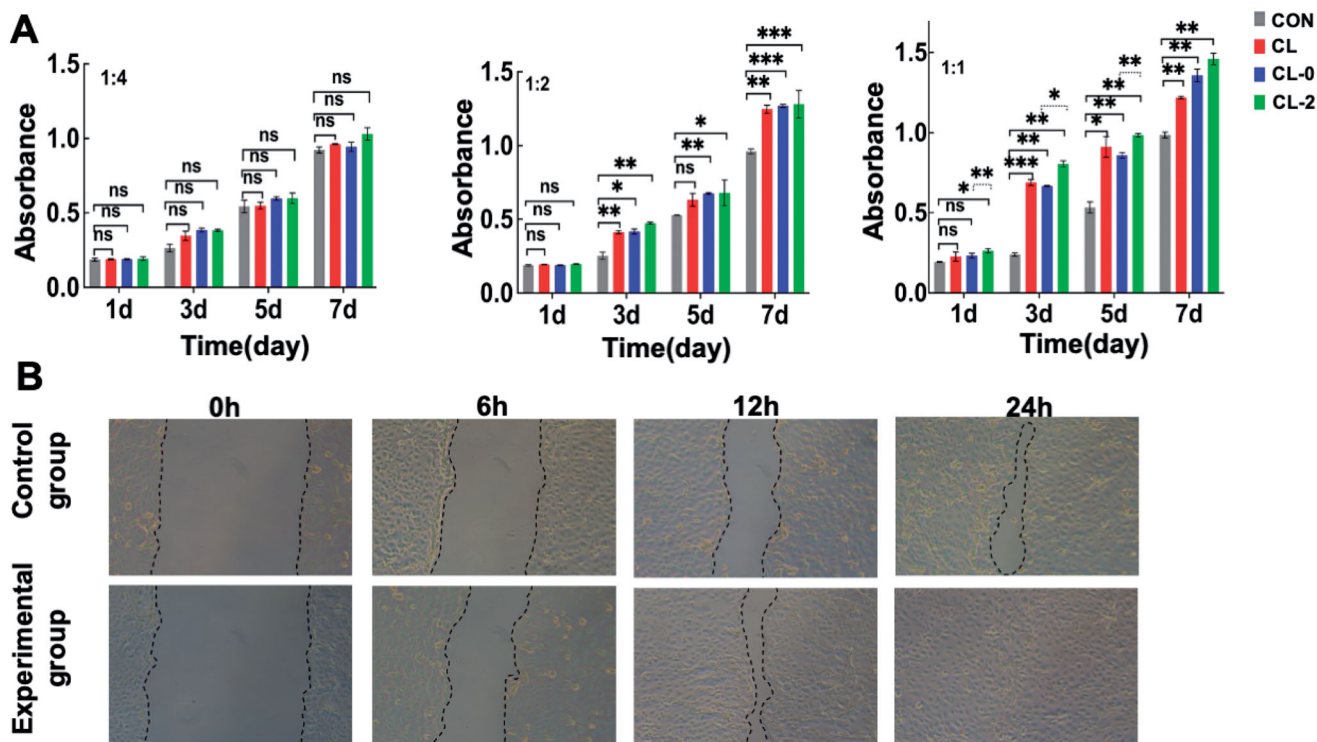 A
1:4
Absorbance
1.5
1.0
0.5
0.0
ns
ns
ns
ns
ns
ns
ns
ns
ns
ns
ns
ns
1d 3d 5d 7d
Time(day)
1:2
Absorbance
1.5
1.0
0.5
0.0
ns
ns
ns
**
*
**
*
**
ns
***
***
**
1d 3d 5d 7d
Time(day)
1:1
Absorbance
1.5
1.0
0.5
0.0
* **
ns
ns
*
**
**
***
**
**
**
*
**
**
**
1d 3d 5d 7d
Time(day)
CON
CL
CL-0
CL-2
B
0h 6h 12h 24h
Control
group
Experimental
group